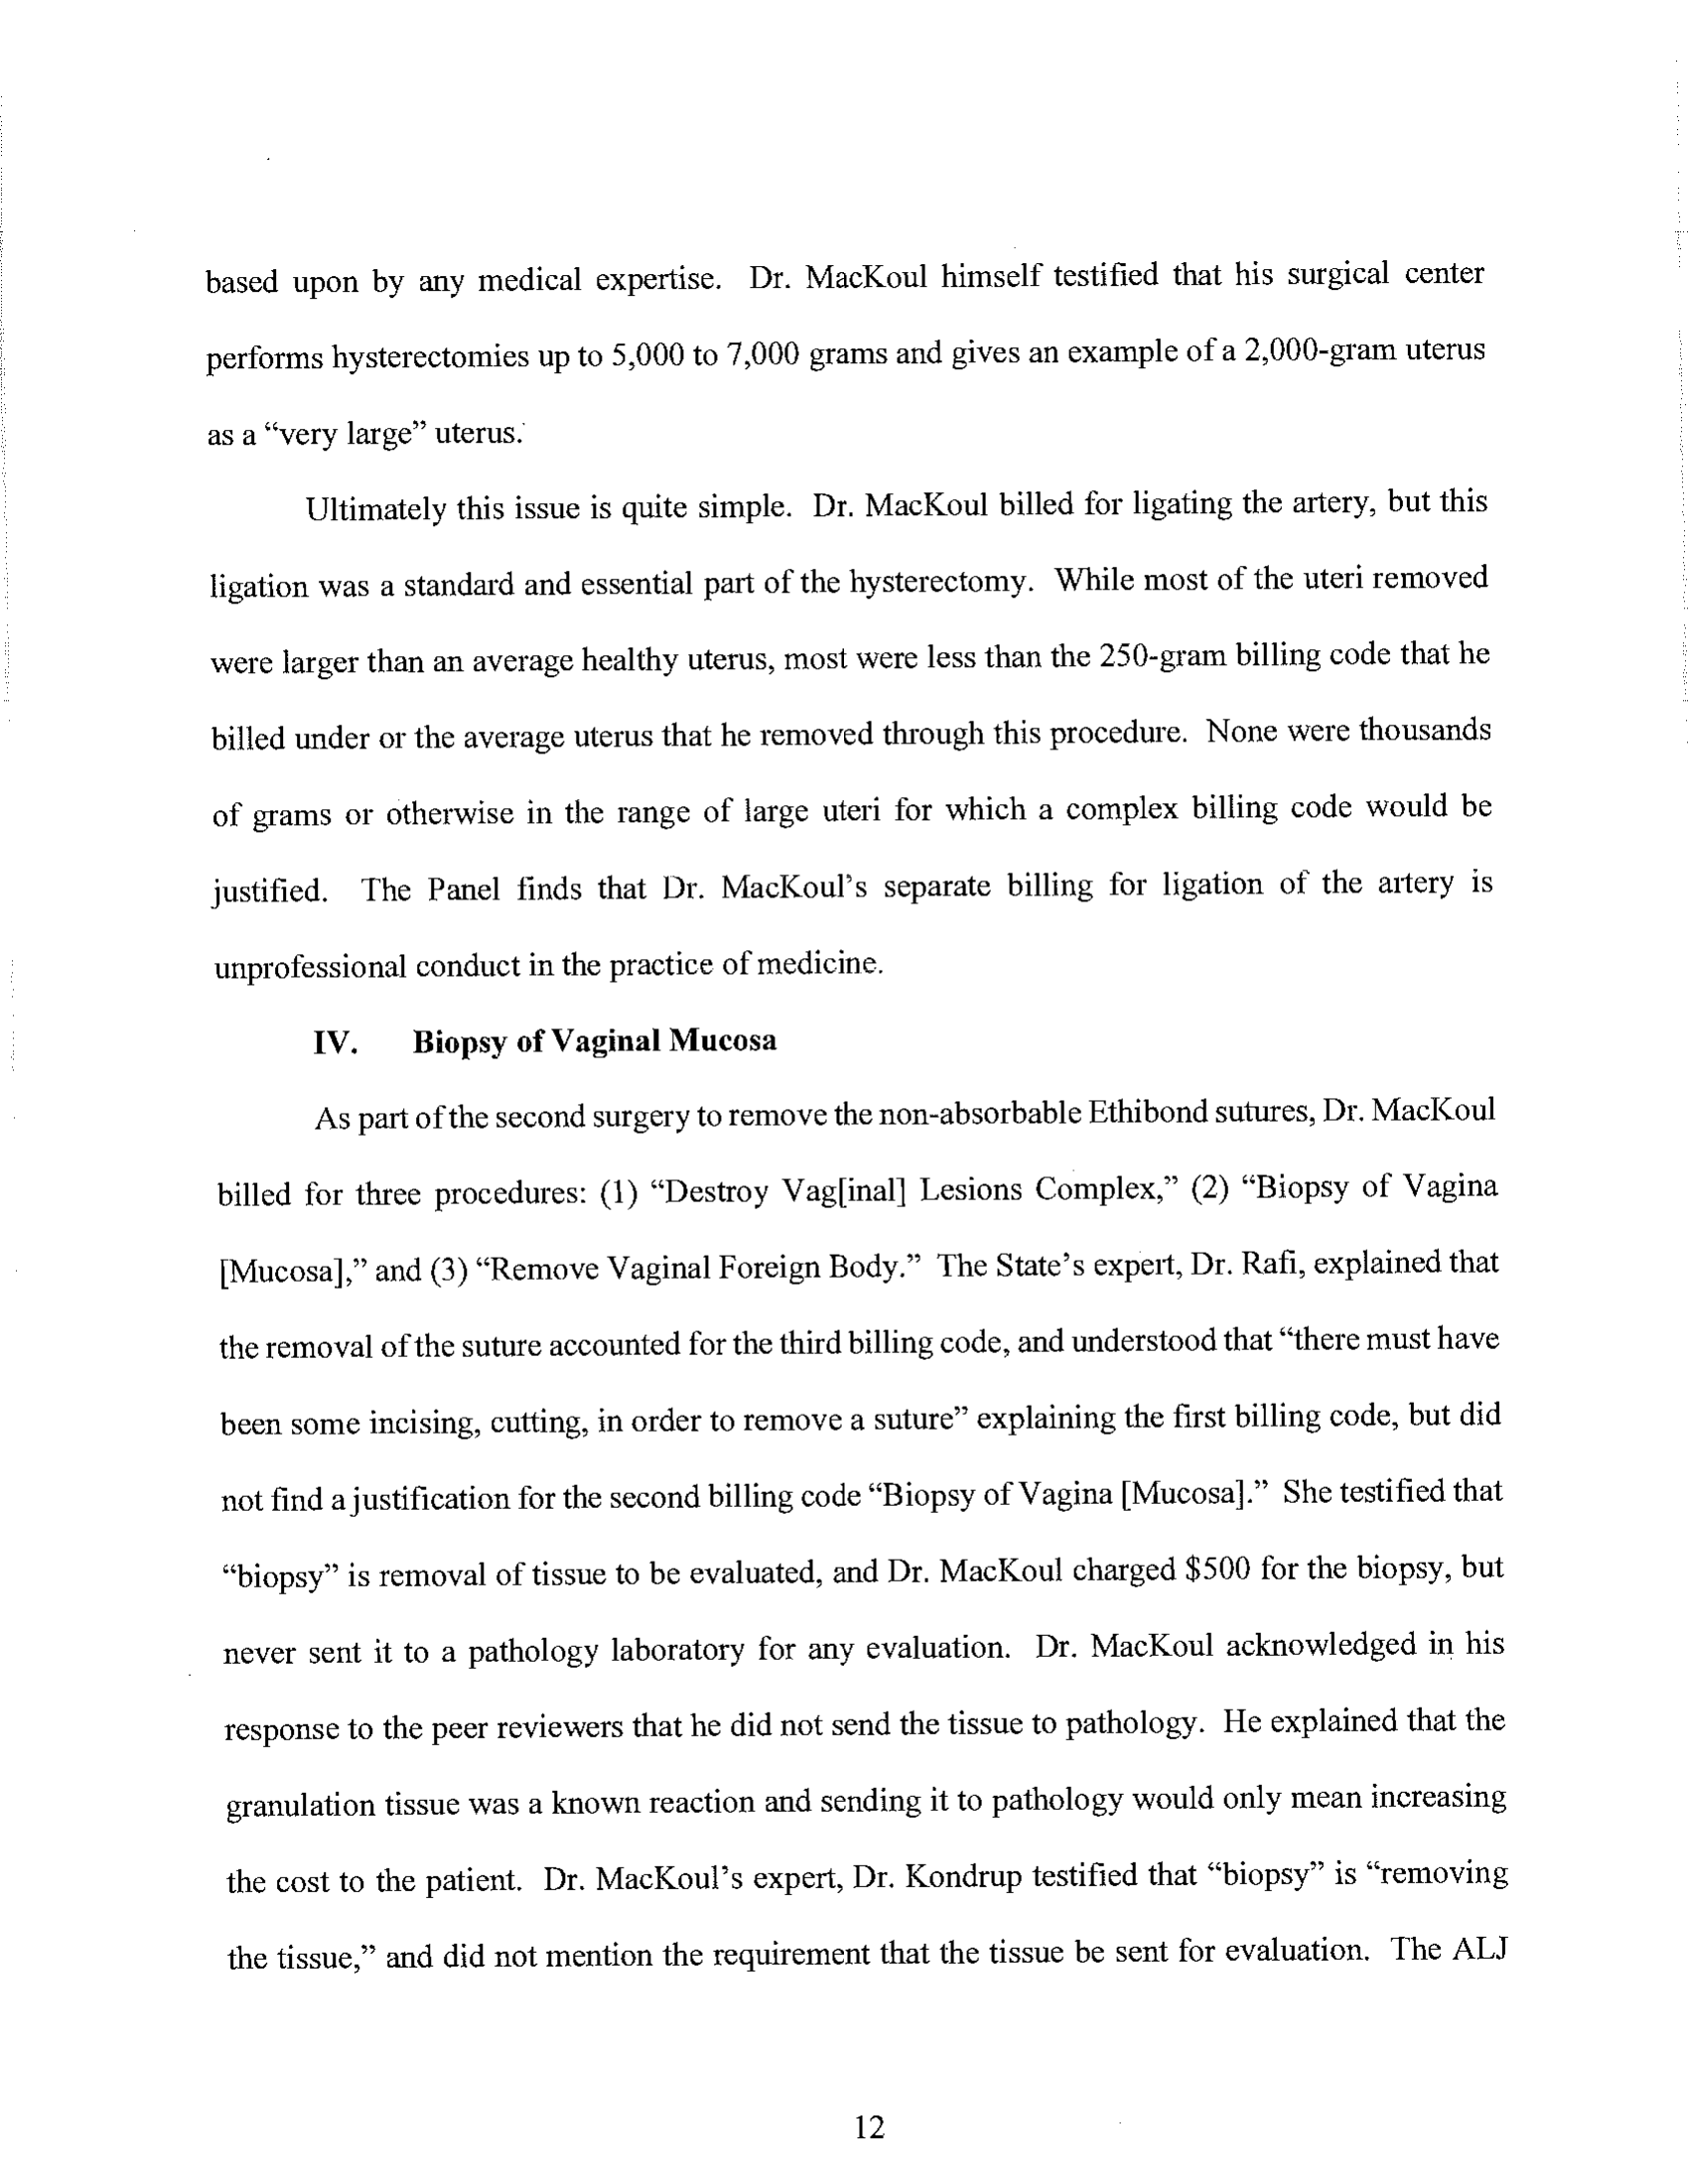 based upon by any medical expertise. Dr. MacKoul himself testified that his surgical center
performs hysterectomies up to 5,000 to 7,000 grams and gives an example of a 2,000-gram uterus
as a “very large” uterus.
Ultimately this issue is quite simple. Dr. MacKoul billed for ligating the artery, but this
ligation was a standard and essential part of the hysterectomy. While most of the uteri removed
were larger than an average healthy uterus, most were less than the 250-gram billing code that he
billed under or the average uterus that he removed through this procedure. None were thousands
of grams or otherwise in the range of large uteri for which a complex billing code would be
justified. The Panel finds that Dr. MacKoul’s separate billing for ligation of the artery is
unprofessional conduct in the practice of medicine.
IV. Biopsy of Vaginal Mucosa
As part of the second surgery to remove the non-absorbable Ethibond sutures, Dr. MacKoul
billed for three procedures: (1) “Destroy Vag[inal] Lesions Complex,” (2) “Biopsy of Vagina
[Mucosa],” and (3) “Remove Vaginal Foreign Body.” The State’s expert, Dr. Rafi, explained that
the removal of the suture accounted for the third billing code, and understood that “there must have
been some incising, cutting, in order to remove a suture” explaining the first billing code, but did
not find a justification for the second billing code “Biopsy of Vagina [Mucosa].” She testified that
“biopsy” is removal of tissue to be evaluated, and Dr. MacKoul charged $500 for the biopsy, but
never sent it to a pathology laboratory for any evaluation. Dr. MacKoul acknowledged in his
response to the peer reviewers that he did not send the tissue to pathology. He explained that the
granulation tissue was a known reaction and sending it to pathology would only mean increasing
the cost to the patient. Dr. MacKoul’s expert, Dr. Kondrup testified that “biopsy” is “removing
the tissue,” and did not mention the requirement that the tissue be sent for evaluation. The ALJ
12